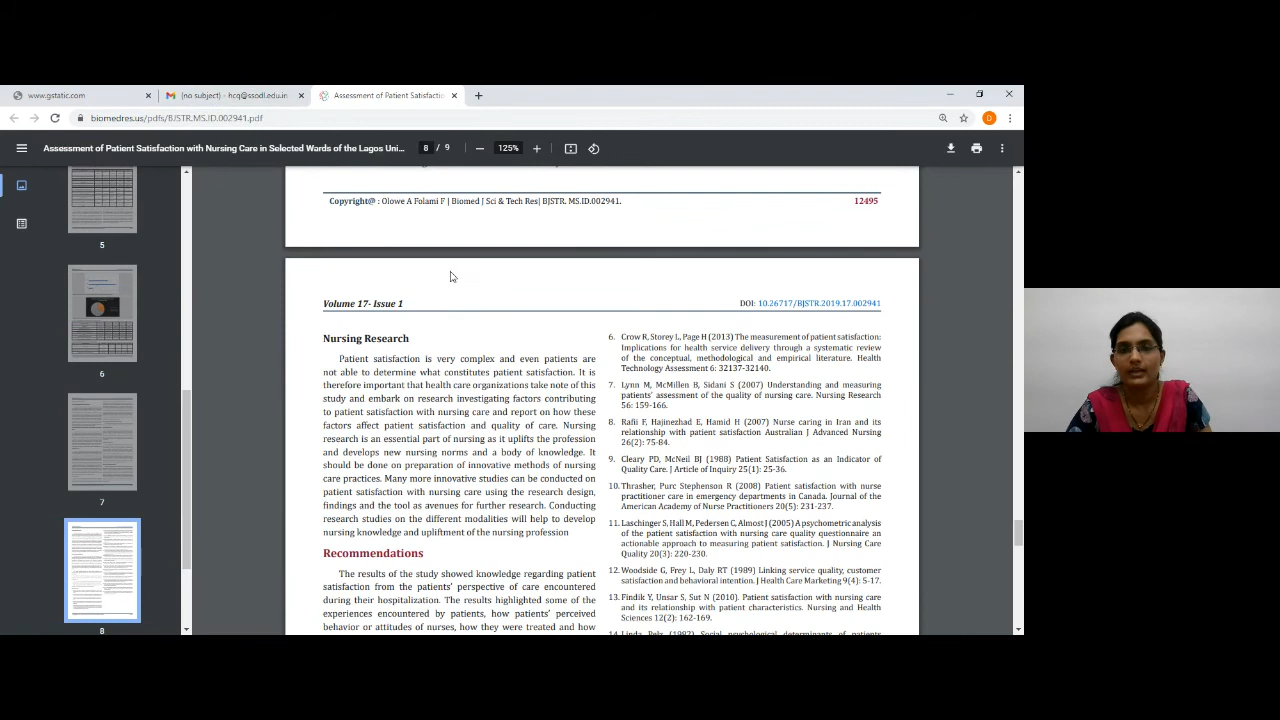 www.gstatic.com
(no subject) - hcq@ssodl.edu.in
Assessment of Patient Satisfactio
biomedres.us/pdfs/BJSTR.MS.ID.002941.pdf
D
Assessment of Patient Satisfaction with Nursing Care in Selected Wards of the Lagos Uni...
8 / 9
125%
5
6
7
8
Copyright@ : Olowe A Folami F | Biomed J Sci & Tech Res| BJSTR. MS.ID.002941.
12495
Volume 17- Issue 1
DOI: 10.26717/BJSTR.2019.17.002941
Nursing Research
Patient satisfaction is very complex and even patients are
not able to determine what constitutes patient satisfaction. It is
therefore important that health care organizations take note of this
study and embark on research investigating factors contributing
to patient satisfaction with nursing care and report on how these
factors affect patient satisfaction and quality of care. Nursing
research is an essential part of nursing as it uplifts the profession
and develops new nursing norms and a body of knowledge. It
should be done on preparation of innovative methods of nursing
care practices. Many more innovative studies can be conducted on
patient satisfaction with nursing care using the research design,
findings and the tool as avenues for further research. Conducting
research studies on the different modalities will help to develop
nursing knowledge and upliftment of the nursing profession
Recommendations
The results of the study showed knowledge regarding patient
satisfaction from the patients' perspective of care encountered
during their hospitalization. The results highlighted some of the
experiences encountered by patients, how patients' perceived
behavior or attitudes of nurses, how they were treated and how
6. Crow R, Storey L, Page H (2013) The measurement of patient satisfaction:
Implications for health service delivery through a systematic review
of the conceptual, methodological and empirical literature. Health
Technology Assessment 6: 32137-32140.
7. Lynn M, McMillen B, Sidani S (2007) Understanding and measuring
patients' assessment of the quality of nursing care. Nursing Research
56: 159-166.
8. Rafii F, Hajinezhad E, Hamid H (2007) Nurse caring in Iran and its
relationship with patient satisfaction Australian J Advanced Nursing
26(2): 75-84.
9. Cleary PD, McNeil BJ (1988) Patient Satisfaction as an Indicator of
Quality Care. J Article of Inquiry 25(1): 25-36.
10. Thrasher, Purc Stephenson R (2008) Patient satisfaction with nurse
practitioner care in emergency departments in Canada. Journal of the
American Academy of Nurse Practitioners 20(5): 231-237.
11. Laschinger S, Hall M, Pedersen C, Almost J (2005) A psychometric analysis
of the patient satisfaction with nursing care quality questionnaire an
actionable approach to measuring patient satisfaction. J Nursing Care
Quality 20(3): 220-230.
12. Woodside G, Frey L, Daly RT (1989) Linking service quality, customer
satisfaction and behavioral intention. J Health Care Marketing 9(4): 5-17.
13. Findik Y, Unsar S, Sut N (2010). Patient satisfaction with nursing care
and its relationship with patient characteristics. Nursing and Health
Sciences 12(2): 162-169.
14. Linda Pelz (1982) Social psychological determinants of patients